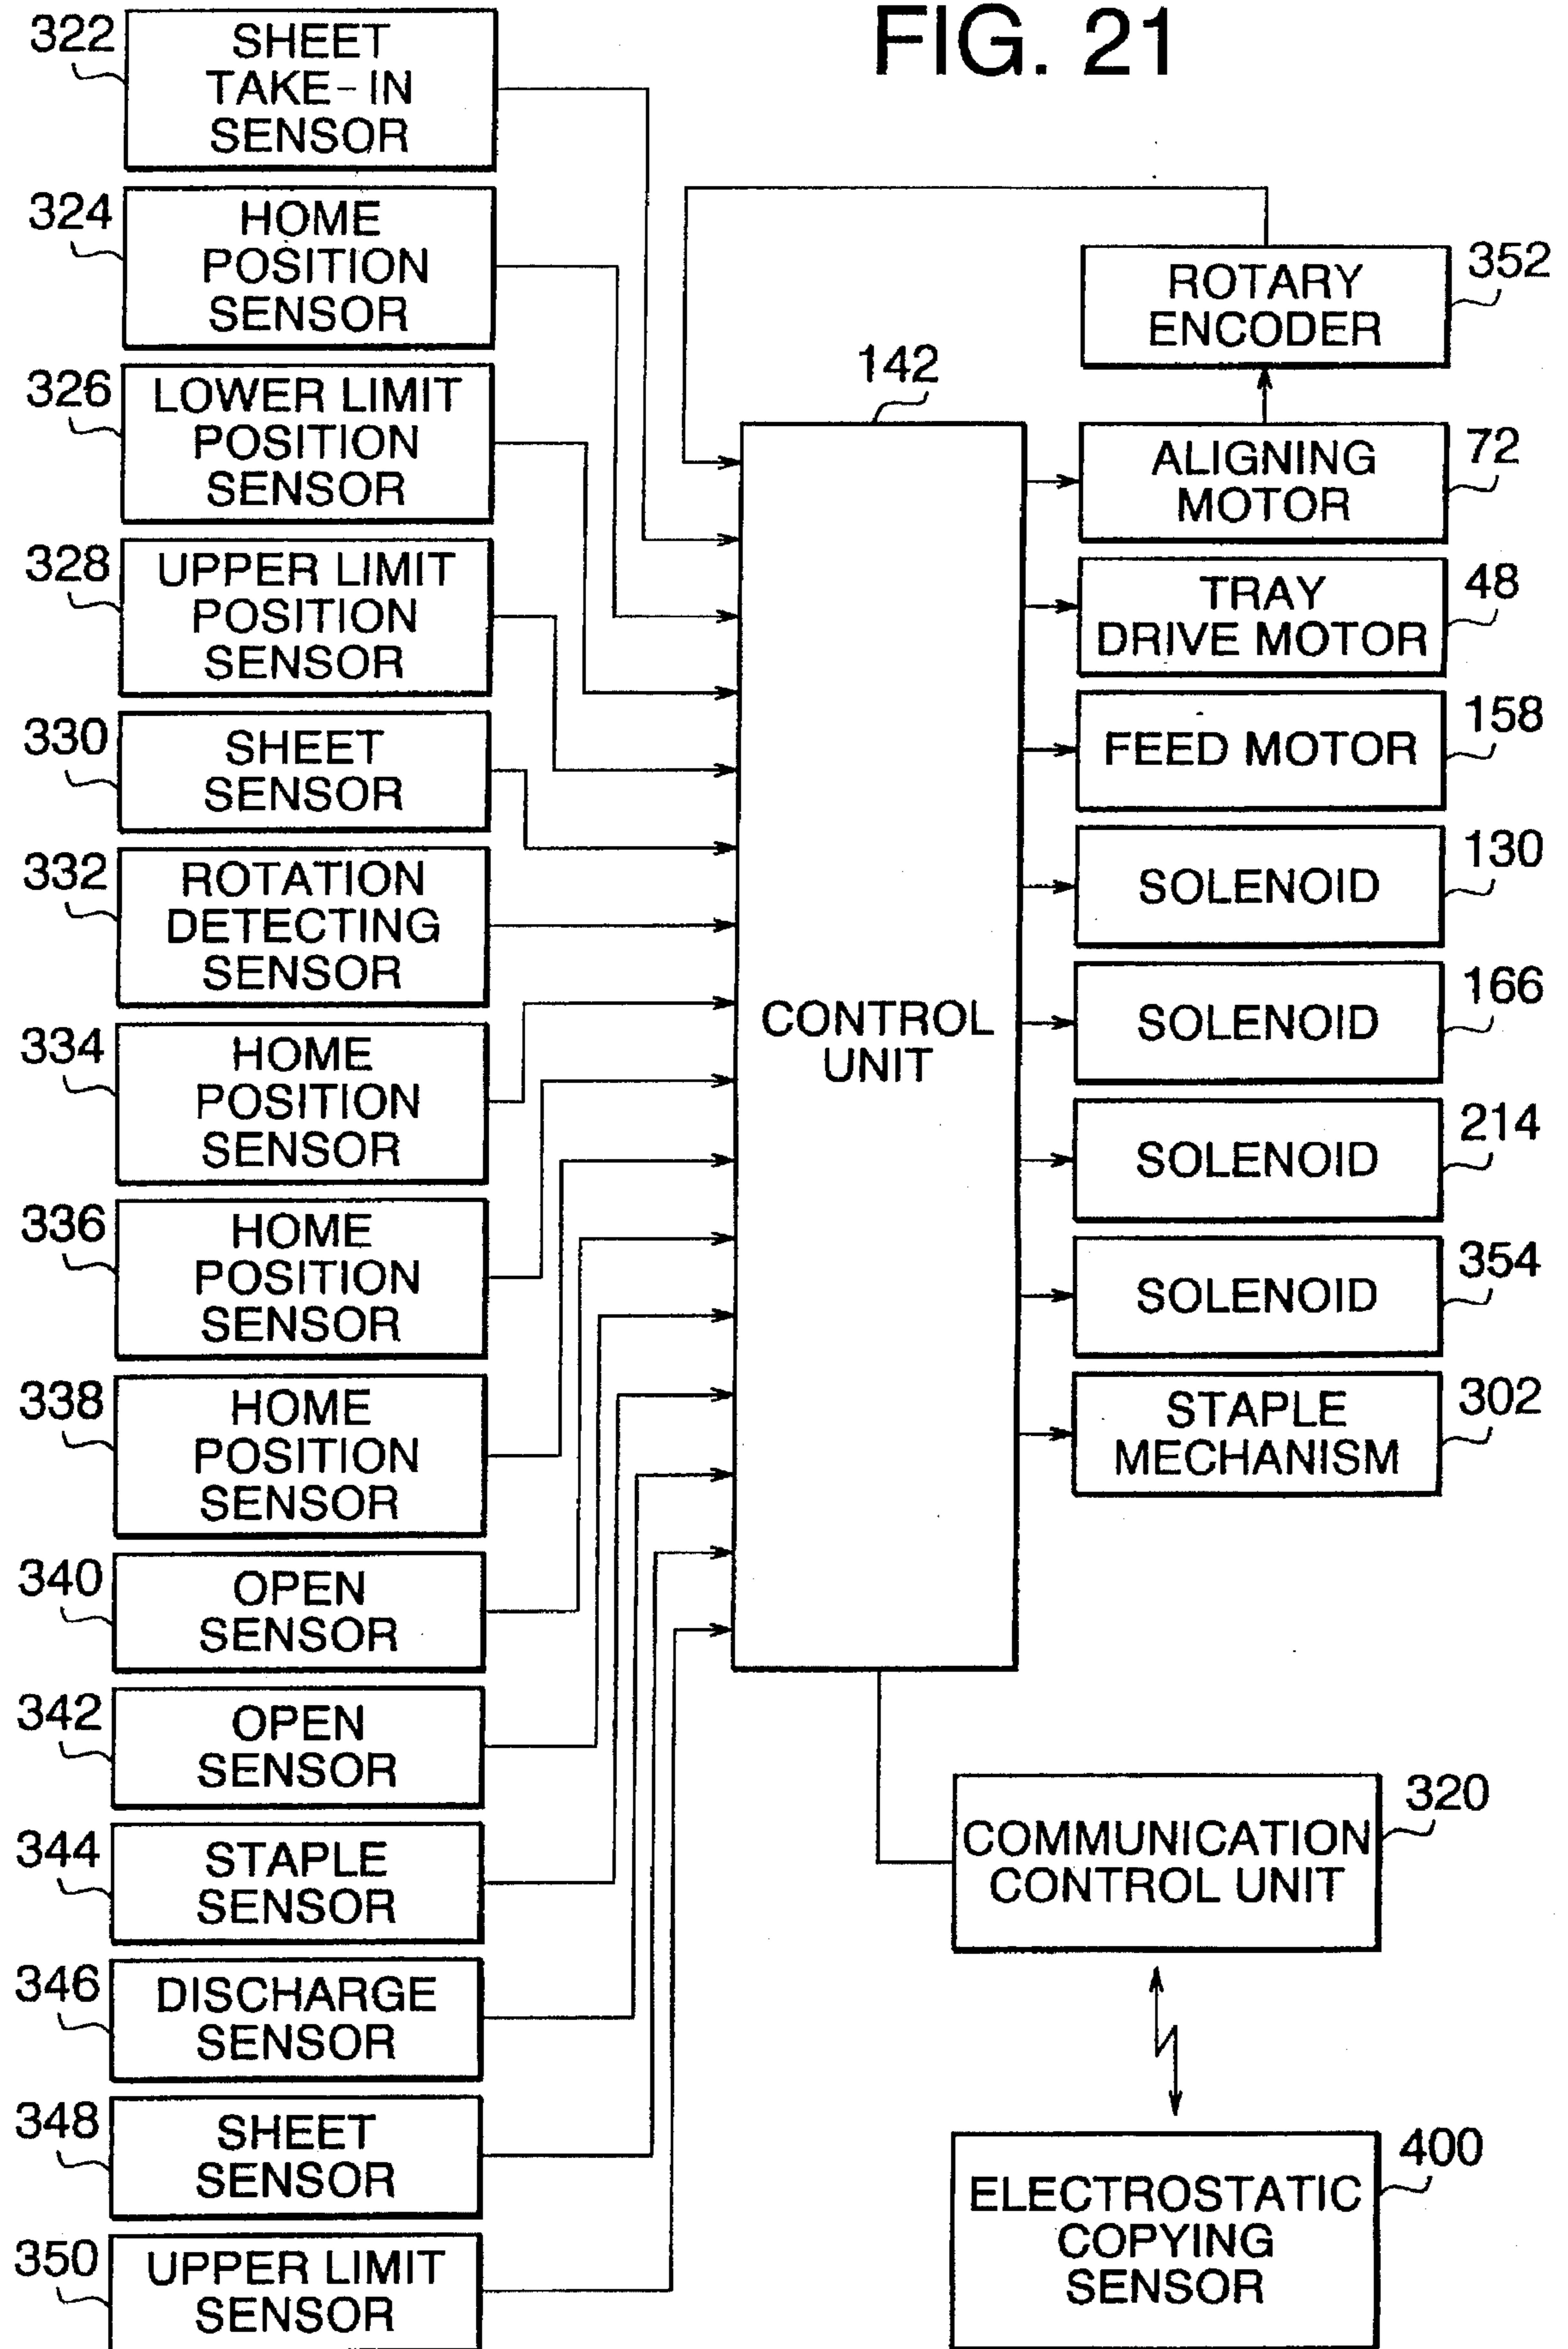 FIG. 21
322
SHEET
TAKE-IN
SENSOR
324
HOME
POSITION
SENSOR
326
LOWER LIMIT
POSITION
SENSOR
328
UPPER LIMIT
POSITION
SENSOR
330
SHEET
SENSOR
332
ROTATION
DETECTING
SENSOR
334
HOME
POSITION
SENSOR
336
HOME
POSITION
SENSOR
338
HOME
POSITION
SENSOR
340
OPEN
SENSOR
342
OPEN
SENSOR
344
STAPLE
SENSOR
346
DISCHARGE
SENSOR
348
SHEET
SENSOR
350
UPPER LIMIT
SENSOR
142
CONTROL
UNIT
352
ROTARY
ENCODER
72
ALIGNING
MOTOR
48
TRAY
DRIVE MOTOR
158
FEED MOTOR
130
SOLENOID
166
SOLENOID
214
SOLENOID
354
SOLENOID
302
STAPLE
MECHANISM
320
COMMUNICATION
CONTROL UNIT
400
ELECTROSTATIC
COPYING
SENSOR